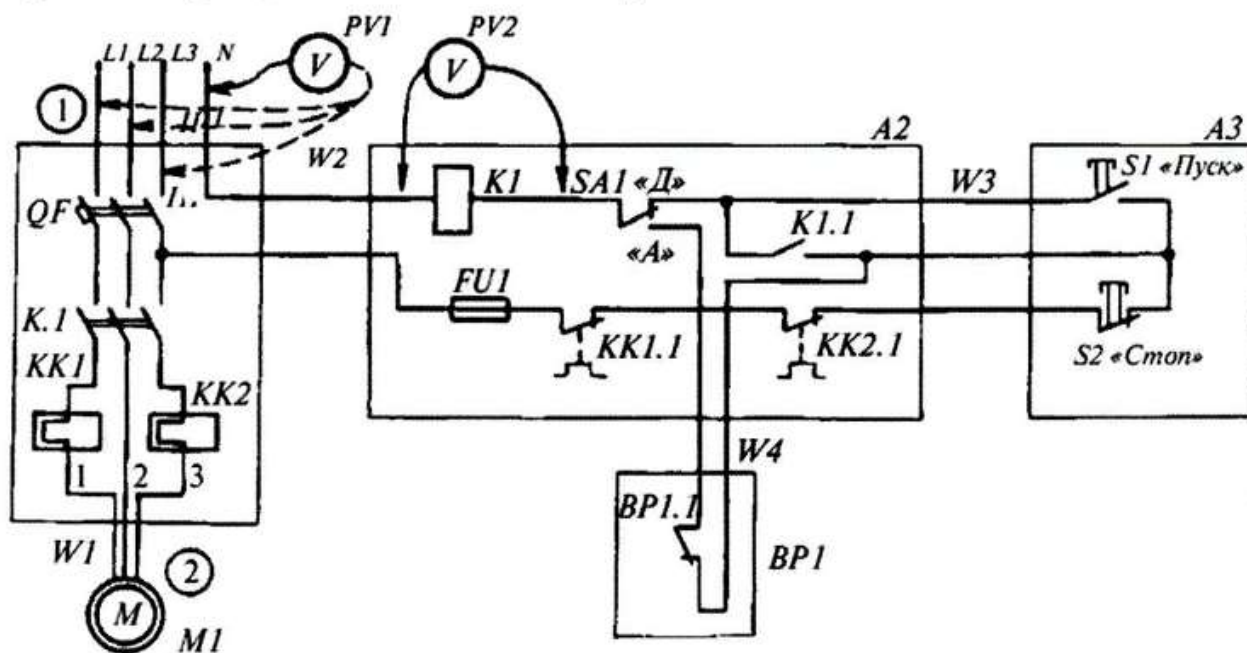 PV1
PV2
L1 L2 L3 N
V
V
1
A2
A3
W2
K1
SA1 «Д»
W3
S1 «Пуск»
QF
«А»
K1.1
FU1
K.1
KK1.1
KK2.1
S2 «Стоп»
KK1
KK2
1 2 3
W4
BP1.1
BP1
W1
2
M
M1